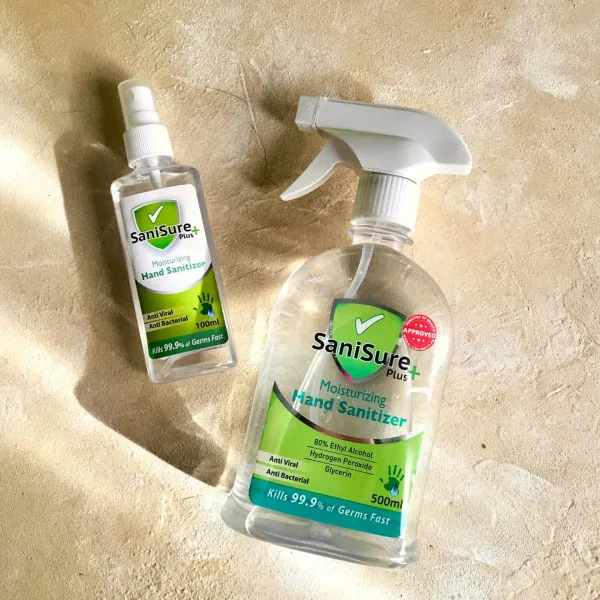 SaniSure
Plus+
Moisturizing
Hand Sanitizer
Anti Viral
Anti Bacterial
100ml
Kills 99.9% of Germs Fast
APPROVED
SaniSure
Plus+
Moisturizing
Hand Sanitizer
80% Ethyl Alcohol
Hydrogen Peroxide
Glycerin
Anti Viral
Anti Bacterial
500ml
Kills 99.9% of Germs Fast